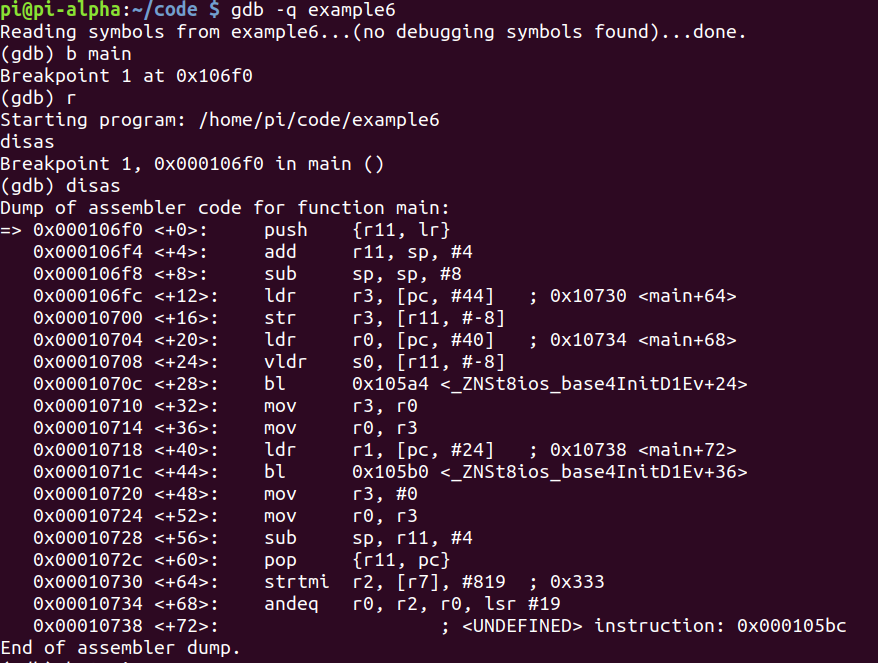 pi@pi-alpha:~/code $ gdb -q example6
Reading symbols from example6...(no debugging symbols found)...done.
(gdb) b main
Breakpoint 1 at 0x106f0
(gdb) r
Starting program: /home/pi/code/example6
disas
Breakpoint 1, 0x000106f0 in main ()
(gdb) disas
Dump of assembler code for function main:
=> 0x000106f0 <+0>:     push    {r11, lr}
   0x000106f4 <+4>:     add     r11, sp, #4
   0x000106f8 <+8>:     sub     sp, sp, #8
   0x000106fc <+12>:    ldr     r3, [pc, #44]   ; 0x10730 <main+64>
   0x00010700 <+16>:    str     r3, [r11, #-8]
   0x00010704 <+20>:    ldr     r0, [pc, #40]   ; 0x10734 <main+68>
   0x00010708 <+24>:    vldr    s0, [r11, #-8]
   0x0001070c <+28>:    bl      0x105a4 <_ZNSt8ios_base4InitD1Ev+24>
   0x00010710 <+32>:    mov     r3, r0
   0x00010714 <+36>:    mov     r0, r3
   0x00010718 <+40>:    ldr     r1, [pc, #24]   ; 0x10738 <main+72>
   0x0001071c <+44>:    bl      0x105b0 <_ZNSt8ios_base4InitD1Ev+36>
   0x00010720 <+48>:    mov     r3, #0
   0x00010724 <+52>:    mov     r0, r3
   0x00010728 <+56>:    sub     sp, r11, #4
   0x0001072c <+60>:    pop     {r11, pc}
   0x00010730 <+64>:    strtmi  r2, [r7], #819  ; 0x333
   0x00010734 <+68>:    andeq   r0, r2, r0, lsr #19
   0x00010738 <+72>:                    ; <UNDEFINED> instruction: 0x000105bc
End of assembler dump.